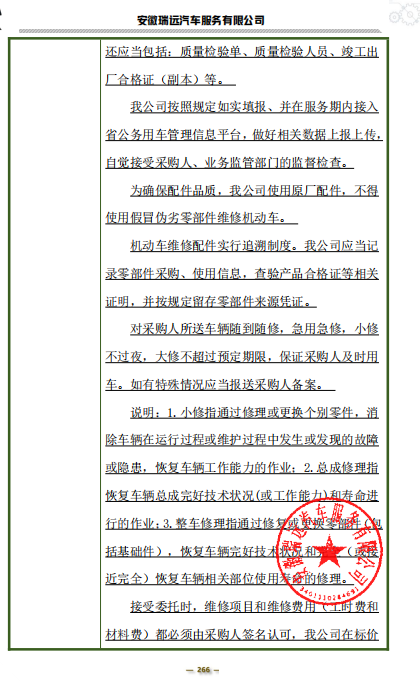 安徽瑞远汽车服务有限公司
还应当包括：质量检验单、质量检验人员、竣工出
厂合格证（副本）等。
我公司按照规定如实填报、并在服务期内接入
省公务用车管理信息平台，做好相关数据上报上传，
自觉接受采购人、业务监管部门的监督检查。
为确保配件品质，我公司使用原厂配件，不得
使用假冒伪劣零部件维修机动车。
机动车维修配件实行追溯制度。我公司应当记
录零部件采购、使用信息，查验产品合格证等相关
证明，并按规定留存零部件来源凭证。
对采购人所送车辆随到随修，急用急修，小修
不过夜，大修不超过预定期限，保证采购人及时用
车。如有特殊情况应当报送采购人备案。
说明：1.小修指通过修理或更换个别零件，消
除车辆在运行过程或维护过程中发生或发现的故障
或隐患，恢复车辆工作能力的作业；2.总成修理指
恢复车辆总成完好技术状况(或工作能力)和寿命进
行的作业；3.整车修理指通过修复或更换零部件（包
括基础件），恢复车辆完好技术状况和（或接
近完全）恢复车辆相关部位使用寿命的修理。
接受委托时，维修项目和维修费用（工时费和
材料费）都必须由采购人签名认可，我公司在标价
安徽瑞远汽车服务有限公司
266